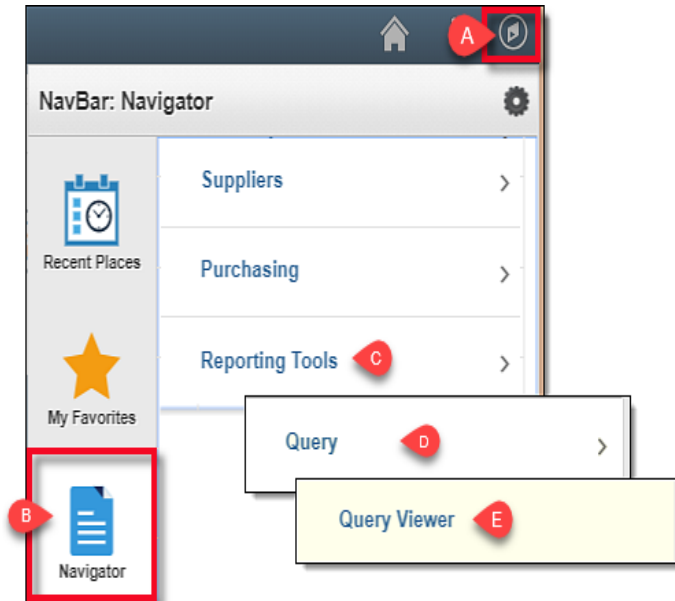 A
NavBar: Navigator
Suppliers
Recent Places
Purchasing
Reporting Tools C
My Favorites
Query D
B
Query Viewer E
Navigator